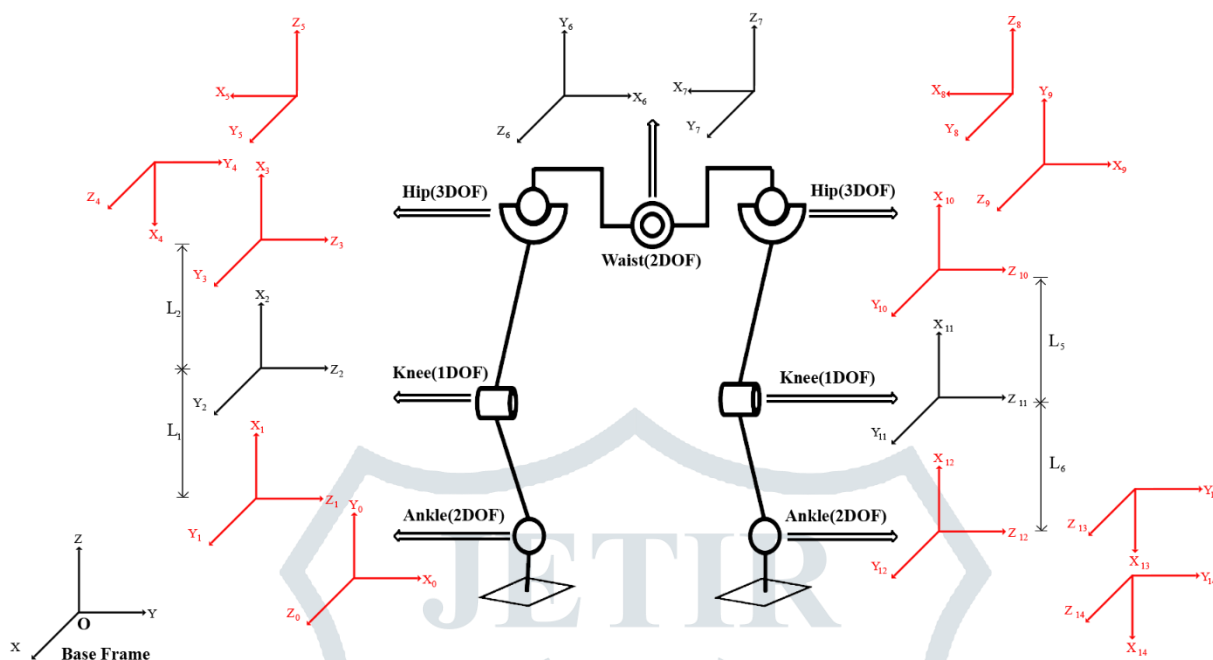 Z5
Y6
Z7
Z8
X5
X6
X7
X8
Y9
Y5
Z6
Y7
Y8
Y4
X3
X9
Z4
Hip(3DOF)
Hip(3DOF)
Z9
X10
X4
Z3
Waist(2DOF)
Z10
Y3
X2
Y10
L2
X11
L5
Z2
Knee(1DOF)
Knee(1DOF)
Z11
Y2
L1
Y11
X1
X12
L6
Z1
Y0
Ankle(2DOF)
Ankle(2DOF)
Z12
Z13
Y1
Y12
X13
JETIR
Z
X0
Z0
Z14
O
Y
X
Base Frame
X14